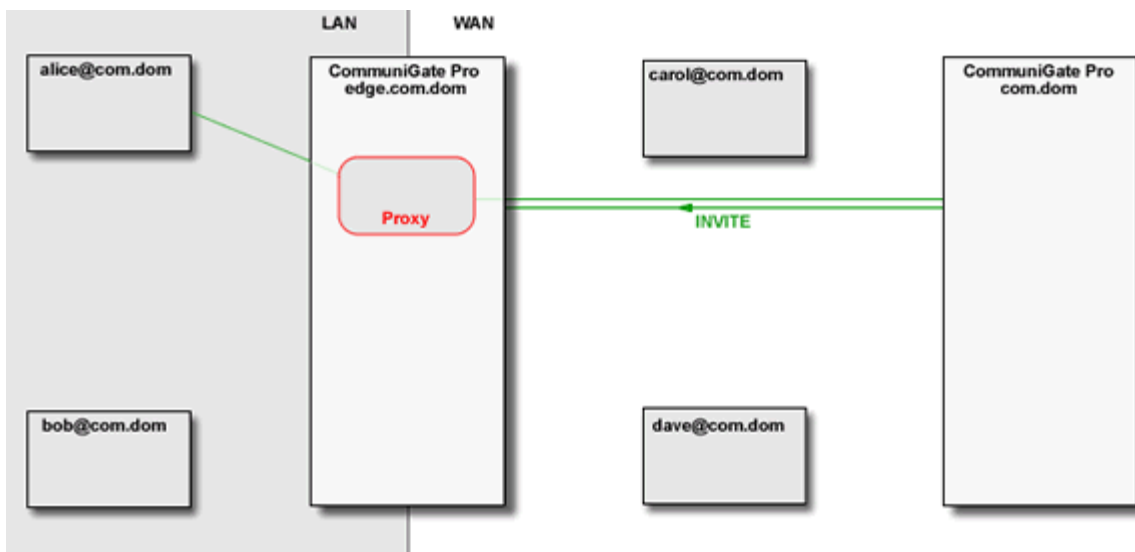 LAN
WAN
alice@com.dom
CommuniGate Pro
edge.com.dom
carol@com.dom
CommuniGate Pro
com.dom
Proxy
INVITE
bob@com.dom
dave@com.dom